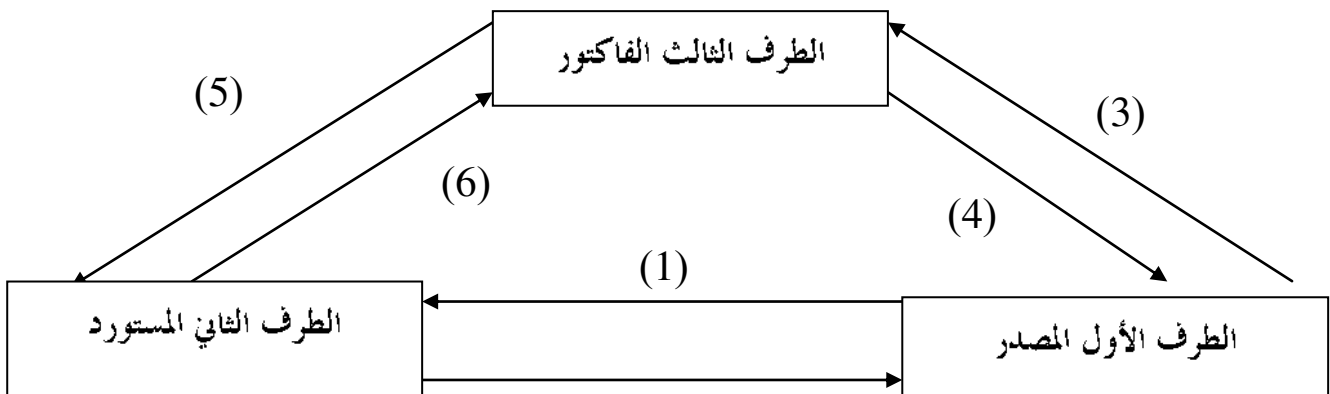 الطرف الثالث الفاكتور
(5)
(3)
(6)
(4)
(1)
الطرف الثاني المستورد
الطرف الأول المصدر